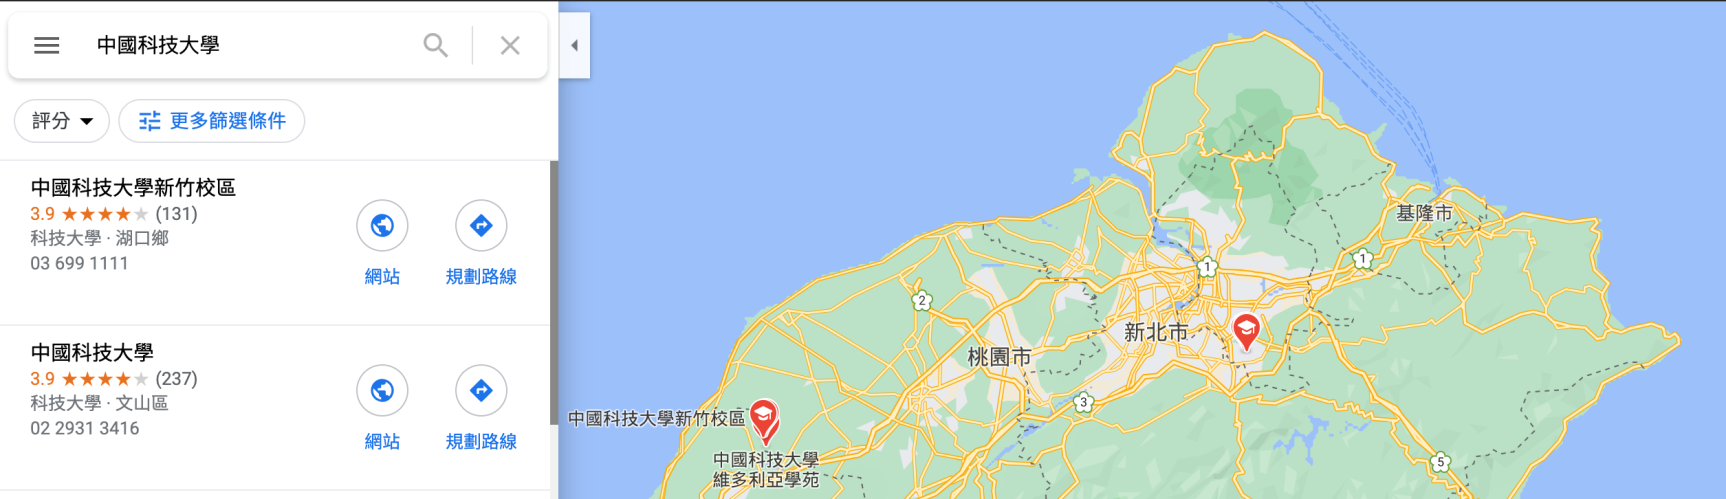 中國科技大學
評分
更多篩選條件
中國科技大學新竹校區
3.9 ★★★★★ (131)
科技大學 · 湖口鄉
03 699 1111
網站
規劃路線
中國科技大學
3.9 ★★★★★ (237)
科技大學 · 文山區
02 2931 3416
網站
規劃路線
基隆市
1
1
2
新北市
桃園市
3
中國科技大學新竹校區
中國科技大學
維多利亞學苑
5